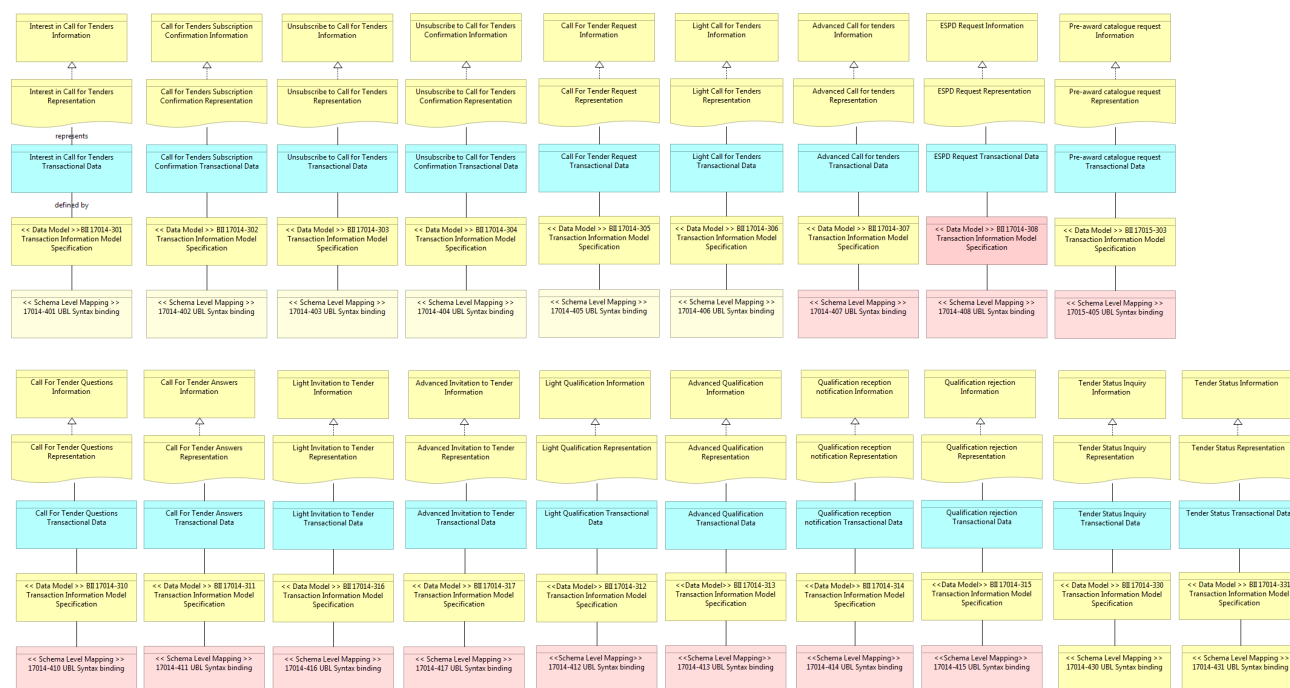 Interest in Call for Tenders
Information
Call for Tenders Subscription
Confirmation Information
Unsubscribe to Call for Tenders
Information
Unsubscribe to Call for Tenders
Confirmation Information
Call For Tender Request
Information
Light Call for Tenders
Information
Advanced Call for tenders
Information
ESPD Request Information
Pre-award catalogue request
Information
Interest in Call for Tenders
Representation
Call for Tenders Subscription
Confirmation Representation
Unsubscribe to Call for Tenders
Representation
Unsubscribe to Call for Tenders
Confirmation Representation
Call For Tender Request
Representation
Light Call for Tenders
Representation
Advanced Call for tenders
Representation
ESPD Request Representation
Pre-award catalogue request
Representation
represents
Interest in Call for Tenders
Transactional Data
Call for Tenders Subscription
Confirmation Transactional Data
Unsubscribe to Call for Tenders
Transactional Data
Unsubscribe to Call for Tenders
Confirmation Transactional Data
Call For Tender Request
Transactional Data
Light Call for Tenders
Transactional Data
Advanced Call for tenders
Transactional Data
ESPD Request Transactional Data
Pre-award catalogue request
Transactional Data
defined by
<< Data Model >>BII 17014-301
Transaction Information Model
Specification
<< Data Model >> BII 17014-302
Transaction Information Model
Specification
<< Data Model >> BII 17014-303
Transaction Information Model
Specification
<< Data Model >> BII 17014-304
Transaction Information Model
Specification
<< Data Model >> BII 17014-305
Transaction Information Model
Specification
<< Data Model >> BII 17014-306
Transaction Information Model
Specification
<< Data Model >> BII 17014-307
Transaction Information Model
Specification
<< Data Model >> BII 17014-308
Transaction Information Model
Specification
<< Data Model >> BII 17015-303
Transaction Information Model
Specification
<< Schema Level Mapping >>
17014-401 UBL Syntax binding
<< Schema Level Mapping >>
17014-402 UBL Syntax binding
<< Schema Level Mapping >>
17014-403 UBL Syntax binding
<< Schema Level Mapping >>
17014-404 UBL Syntax binding
<< Schema Level Mapping >>
17014-405 UBL Syntax binding
<< Schema Level Mapping >>
17014-406 UBL Syntax binding
<< Schema Level Mapping >>
17014-407 UBL Syntax binding
<< Schema Level Mapping >>
17014-408 UBL Syntax binding
<< Schema Level Mapping >>
17015-405 UBL Syntax binding
Call For Tender Questions
Information
Call For Tender Answers
Information
Light Invitation to Tender
Information
Advanced Invitation to Tender
Information
Light Qualification Information
Advanced Qualification
Information
Qualification reception
notification Information
Qualification rejection
Information
Tender Status Inquiry
Information
Tender Status Information
Call For Tender Questions
Representation
Call For Tender Answers
Representation
Light Invitation to Tender
Representation
Advanced Invitation to Tender
Representation
Light Qualification Representation
Advanced Qualification
Representation
Qualification reception
notification Representation
Qualification rejection
Representation
Tender Status Inquiry
Representation
Tender Status Representation
Call For Tender Questions
Transactional Data
Call For Tender Answers
Transactional Data
Light Invitation to Tender
Transactional Data
Advanced Invitation to Tender
Transactional Data
Light Qualification Transactional
Data
Advanced Qualification
Transactional Data
Qualification reception
notification Transactional Data
Qualification rejection
Transactional Data
Tender Status Inquiry
Transactional Data
Tender Status Transactional Data
<< Data Model >> BII 17014-310
Transaction Information Model
Specification
<< Data Model >> BII 17014-311
Transaction Information Model
Specification
<< Data Model >> BII 17014-316
Transaction Information Model
Specification
<< Data Model >> BII 17014-317
Transaction Information Model
Specification
<<Data Model>> BII 17014-312
Transaction Information Model
Specification
<<Data Model>> BII 17014-313
Transaction Information Model
Specification
<< Data Model >> BII 17014-314
Transaction Information Model
Specification
<<Data Model>> BII 17014-315
Transaction Information Model
Specification
<< Data Model >> BII 17014-330
Transaction Information Model
Specification
<< Data Model >> BII 17014-331
Transaction Information Model
Specification
<< Schema Level Mapping >>
17014-410 UBL Syntax binding
<< Schema Level Mapping >>
17014-411 UBL Syntax binding
<< Schema Level Mapping >>
17014-416 UBL Syntax binding
<< Schema Level Mapping >>
17014-417 UBL Syntax binding
<<Schema Level Mapping>>
17014-412 UBL Syntax binding
<<Schema Level Mapping>>
17014-413 UBL Syntax binding
<< Schema Level Mapping >>
17014-414 UBL Syntax binding
<<Schema Level Mapping>>
17014-415 UBL Syntax binding
<< Schema Level Mapping >>
17014-430 UBL Syntax binding
<< Schema Level Mapping >>
17014-431 UBL Syntax binding